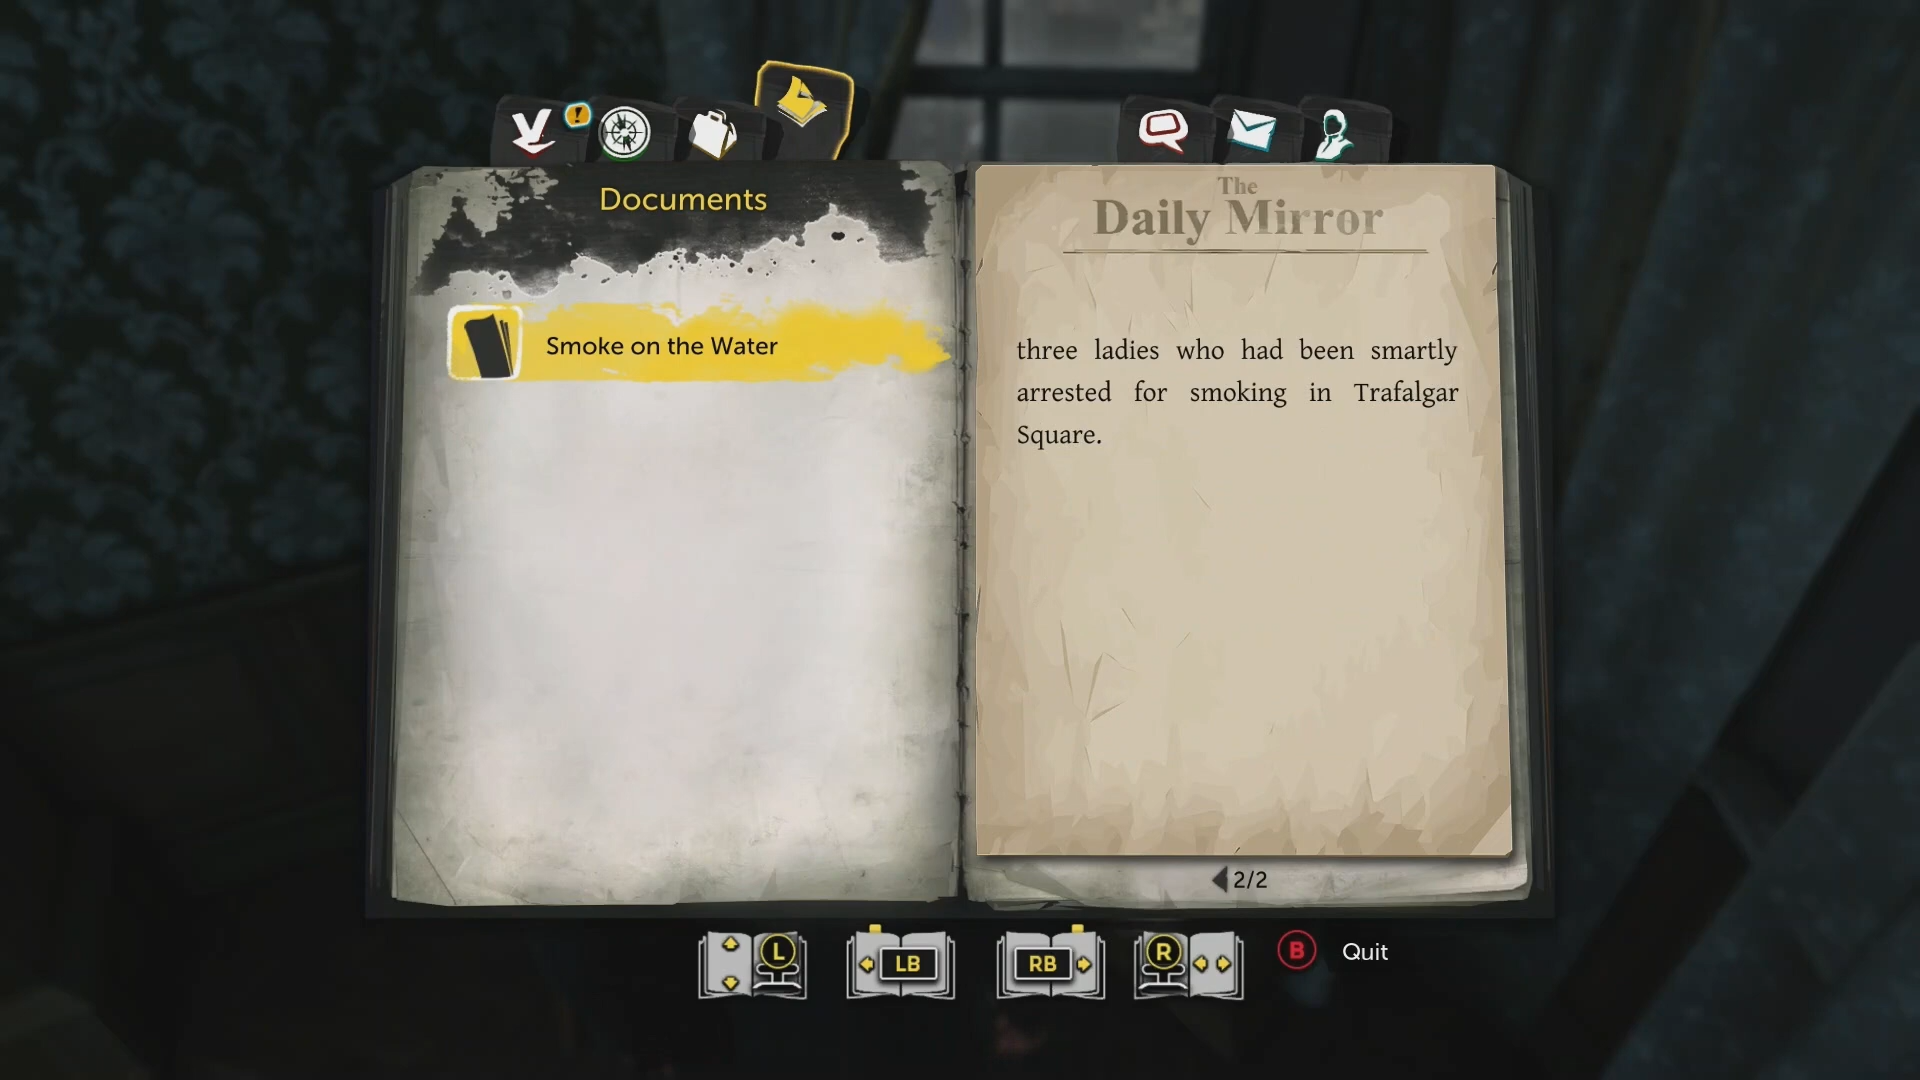 Documents
Smoke on the Water
The
Daily Mirror
three ladies who had been smartly
arrested for smoking in Trafalgar
Square.
2/2
L
LB
RB
R
B Quit